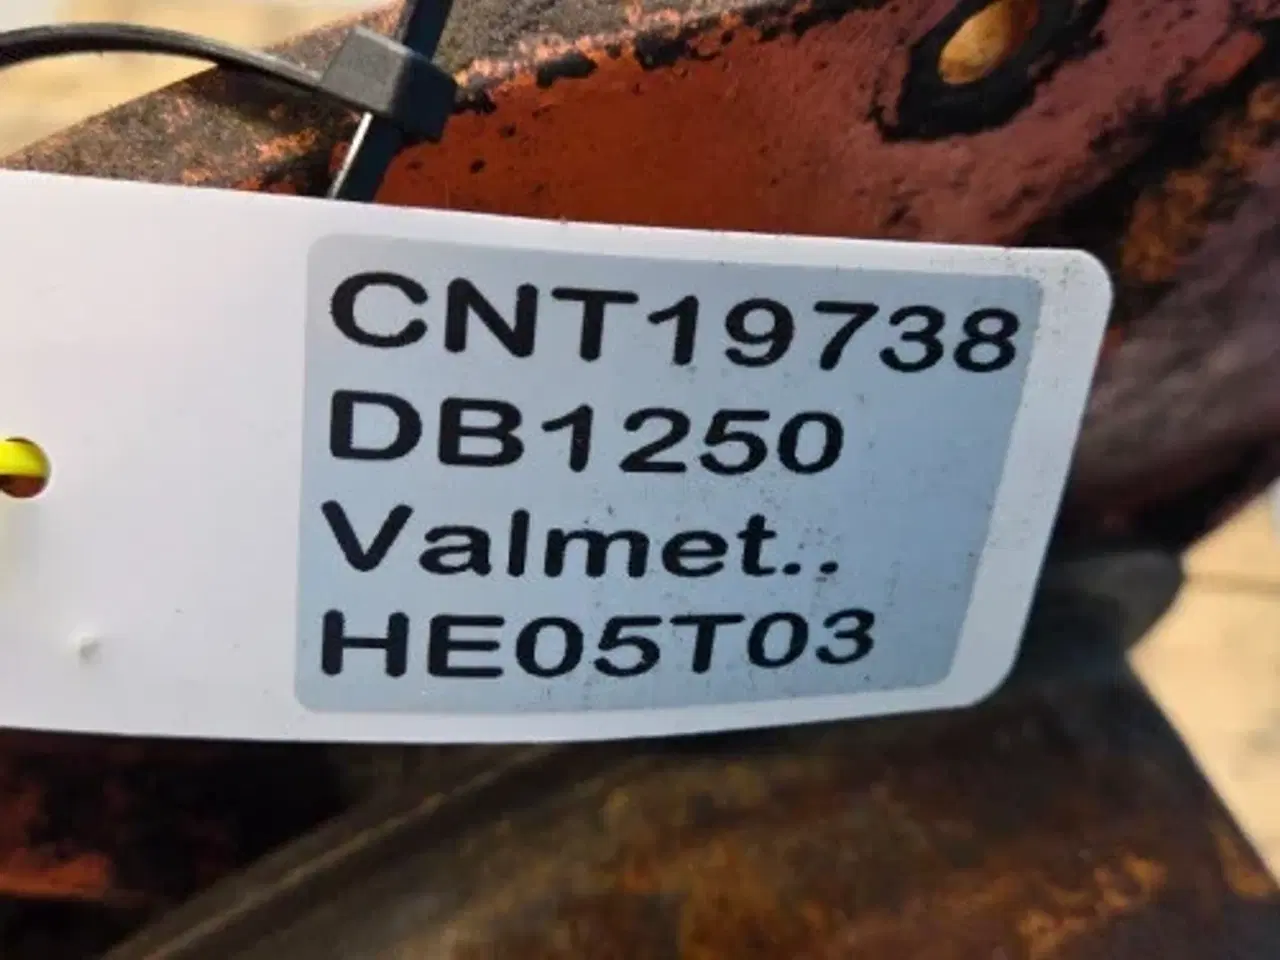 CNT19738
DB1250
Valmet..
HE05T03